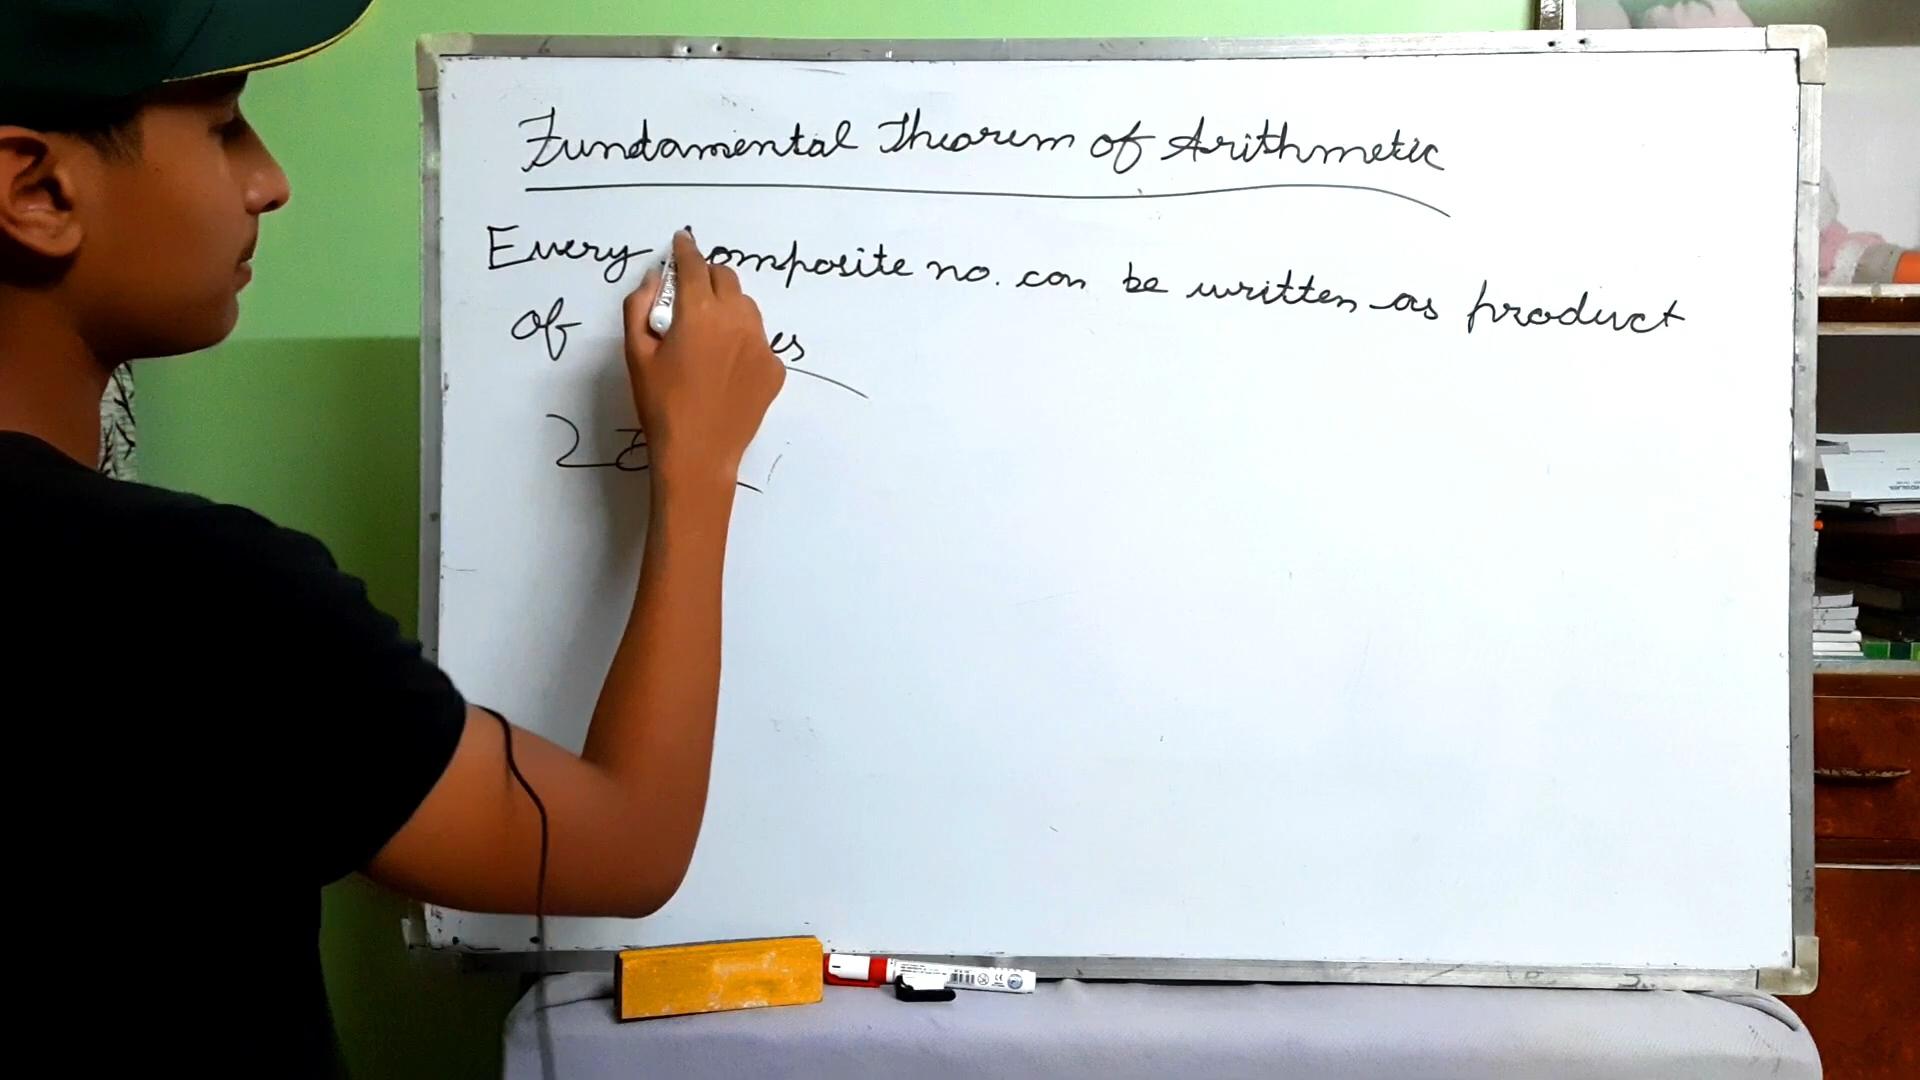 Fundamental Theorem of Arithmetic
Every composite no. can be written as product
of